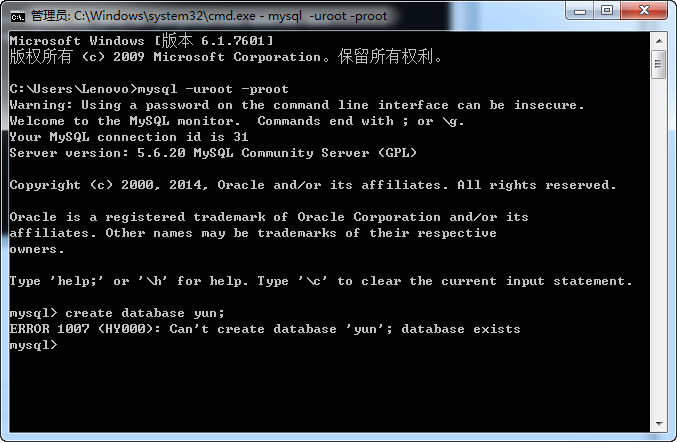 管理员: C:\Windows\system32\cmd.exe - mysql  -uroot -proot
Microsoft Windows [版本 6.1.7601]
版权所有 (c) 2009 Microsoft Corporation。保留所有权利。
C:\Users\Lenovo>mysql -uroot -proot
Warning: Using a password on the command line interface can be insecure.
Welcome to the MySQL monitor.  Commands end with ; or \g.
Your MySQL connection id is 31
Server version: 5.6.20 MySQL Community Server (GPL)
Copyright (c) 2000, 2014, Oracle and/or its affiliates. All rights reserved.
Oracle is a registered trademark of Oracle Corporation and/or its
affiliates. Other names may be trademarks of their respective
owners.
Type 'help;' or '\h' for help. Type '\c' to clear the current input statement.
mysql> create database yun;
ERROR 1007 (HY000): Can't create database 'yun'; database exists
mysql>